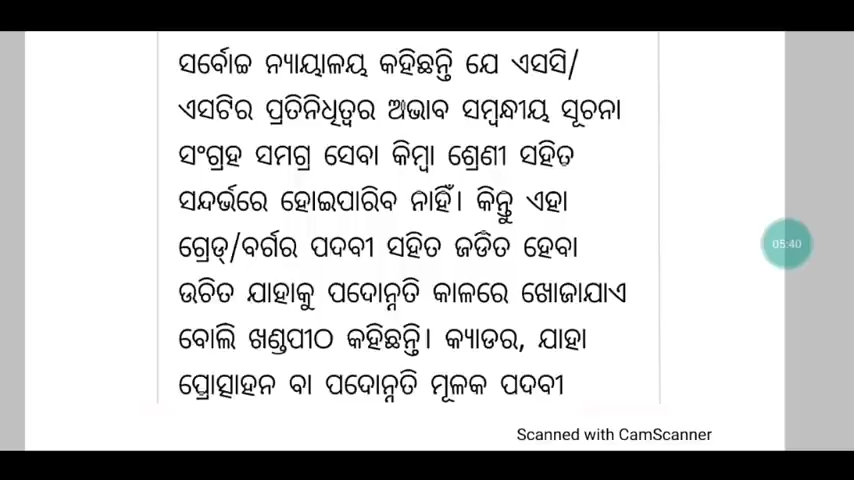 ସର୍ବୋଚ୍ଚ ନ୍ୟାୟାଳୟ କହିଛନ୍ତି ଯେ ଏସସି/
ଏସଟିର ପ୍ରତିନିଧିତ୍ୱର ଅଭାବ ସମ୍ବନ୍ଧୀୟ ସୂଚନା
ସଂଗ୍ରହ ସମଗ୍ର ସେବା କିମ୍ବା ଶ୍ରେଣୀ ସହିତ
ସନ୍ଦର୍ଭରେ ହୋଇପାରିବ ନାହିଁ। କିନ୍ତୁ ଏହା
ଗ୍ରେଡ୍/ବର୍ଗର ପଦବୀ ସହିତ ଜଡିତ ହେବା
05:40
ଉଚିତ ଯାହାକୁ ପଦୋନ୍ନତି କାଳରେ ଖୋଜାଯାଏ
ବୋଲି ଖଣ୍ଡପୀଠ କହିଛନ୍ତି। କ୍ୟାଡର, ଯାହା
ପ୍ରୋତ୍ସାହନ ବା ପଦୋନ୍ନତି ମୂଳକ ପଦବୀ
Scanned with CamScanner